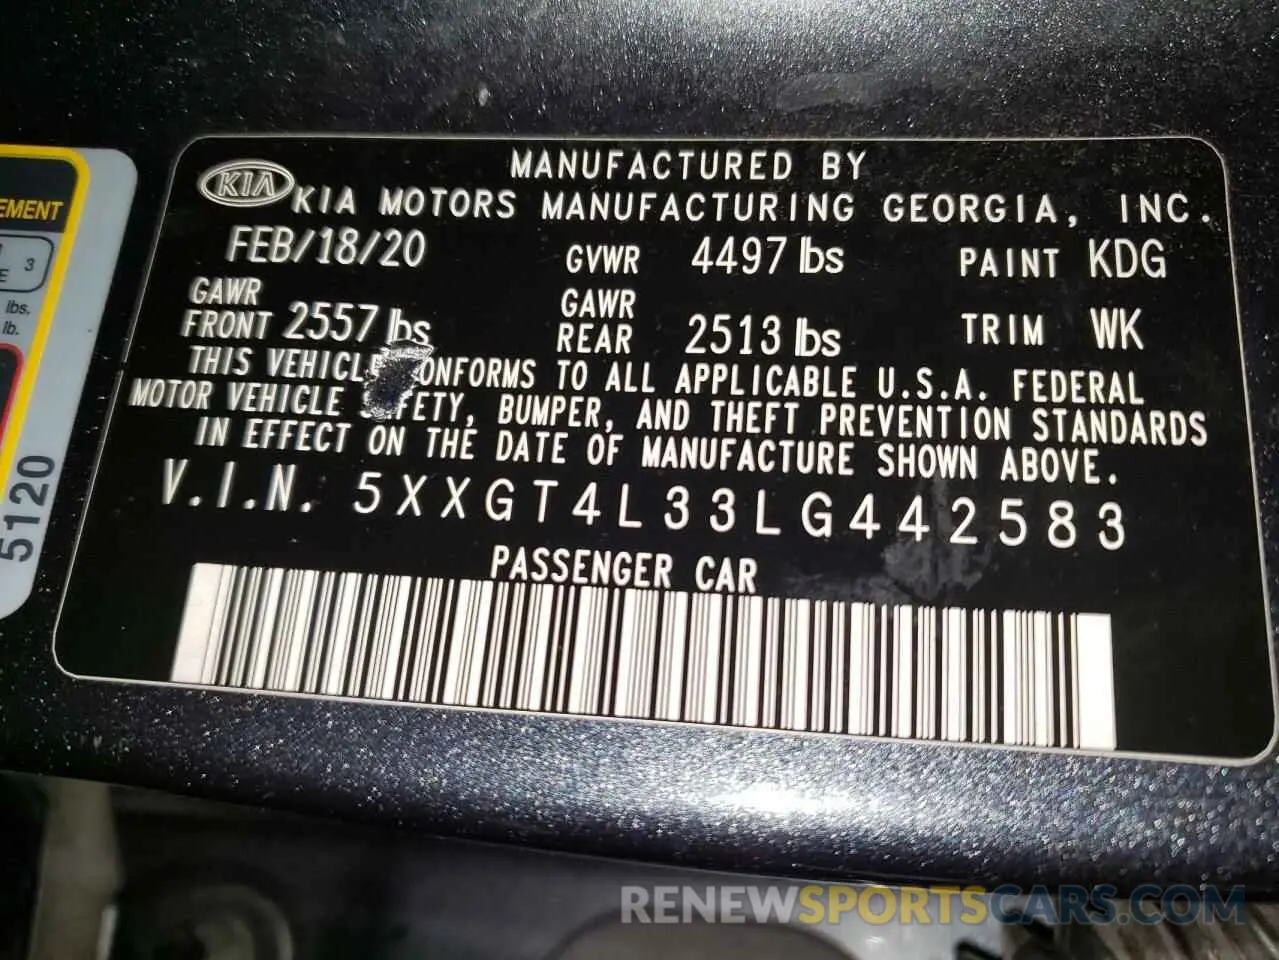 MANUFACTURED BY
KIA KIA MOTORS MANUFACTURING GEORGIA, INC.
FEB/18/20 GVWR 4497 lbs PAINT KDG
GAWR FRONT 2557 lbs GAWR REAR 2513 lbs TRIM WK
THIS VEHICLE CONFORMS TO ALL APPLICABLE U.S.A. FEDERAL
MOTOR VEHICLE SAFETY, BUMPER, AND THEFT PREVENTION STANDARDS
IN EFFECT ON THE DATE OF MANUFACTURE SHOWN ABOVE.
V.I.N. 5XXGT4L33LG442583
PASSENGER CAR
EMENT
3
lbs.
lb.
5120
RENEWSPORTSCARS.COM